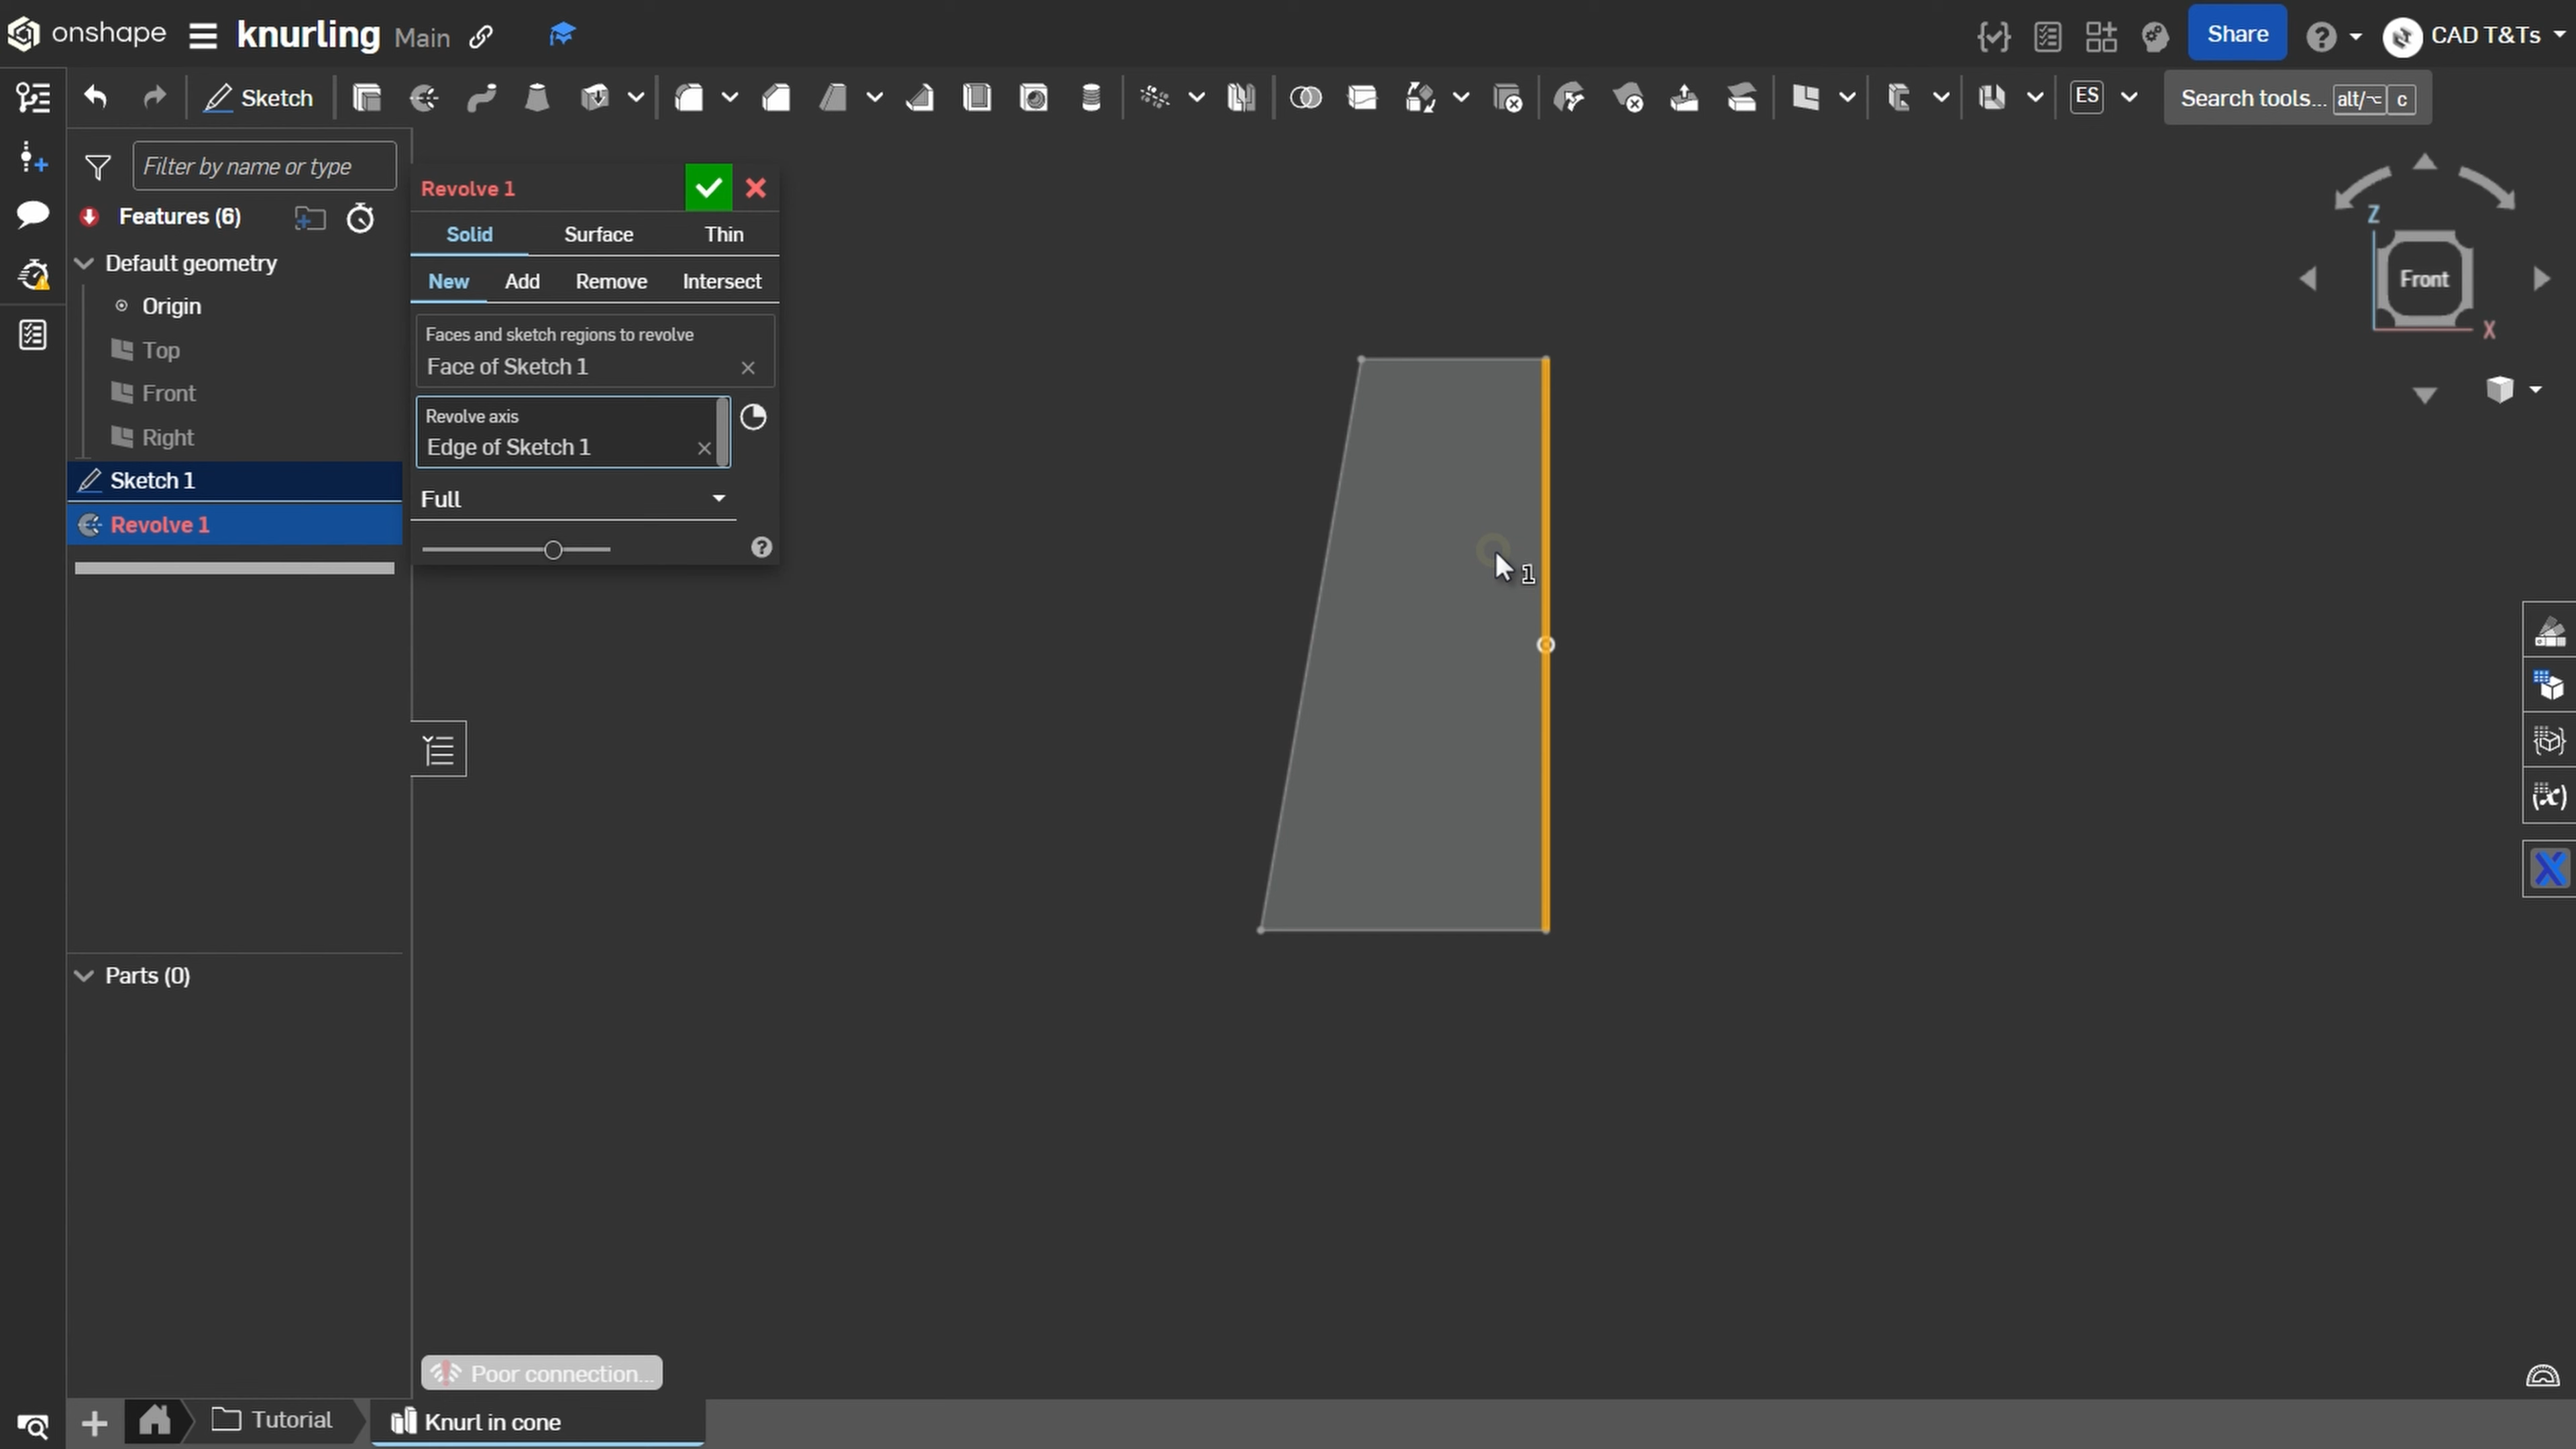 onshape knurling Main Share CAD T&Ts
Sketch ES Search tools... alt/⌥ c
Filter by name or type
Features (6)
Default geometry
Origin
Top
Front
Right
Sketch 1
Revolve 1
Parts (0)
Revolve 1
Solid Surface Thin
New Add Remove Intersect
Faces and sketch regions to revolve
Face of Sketch 1
Revolve axis
Edge of Sketch 1
Full
1
Z
Front
X
(x)
Poor connection...
Tutorial Knurl in cone